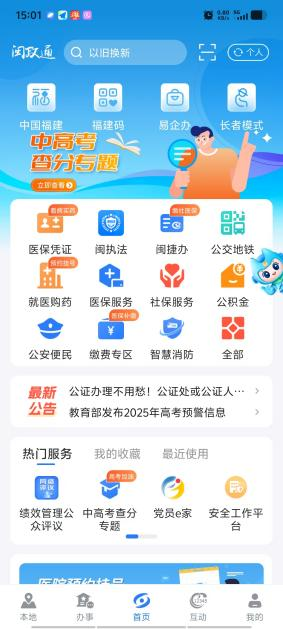 15:01
闽政通
以旧换新
个人
中国福建
福建码
易企办
长者模式
中高考
查分专题
立即查看
看病买药
医保凭证
闽执法
闽捷办
公交地铁
预约挂号
就医购药
医保服务
社保服务
公积金
医保补缴
公安便民
缴费专区
智慧消防
全部
最新
公告
公证办理不用愁!公证处或公证人…
教育部发布2025年高考预警信息
热门服务
我的收藏
最近使用
绩效管理公
众评议
中高考查分
专题
党员e家
安全工作平
台
医院预约挂号
本地
办事
首页
12345
互动
我的